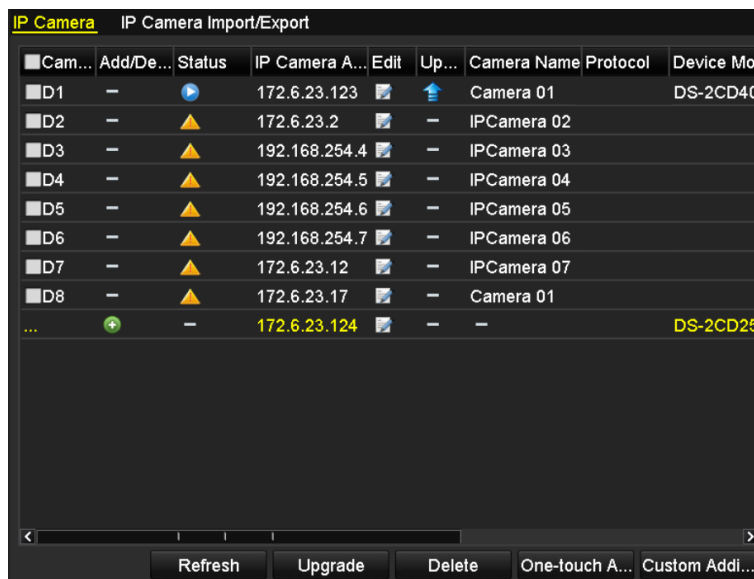 IP Camera IP Camera Import/Export
Cam... Add/De... Status IP Camera A... Edit Up... Camera Name Protocol Device Mo
D1 – 172.6.23.123 Camera 01 DS-2CD40
D2 – 172.6.23.2 – IPCamera 02
D3 – 192.168.254.4 – IPCamera 03
D4 – 192.168.254.5 – IPCamera 04
D5 – 192.168.254.6 – IPCamera 05
D6 – 192.168.254.7 – IPCamera 06
D7 – 172.6.23.12 – IPCamera 07
D8 – 172.6.23.17 – Camera 01
... – 172.6.23.124 – – DS-2CD25
Refresh Upgrade Delete One-touch A... Custom Addi...